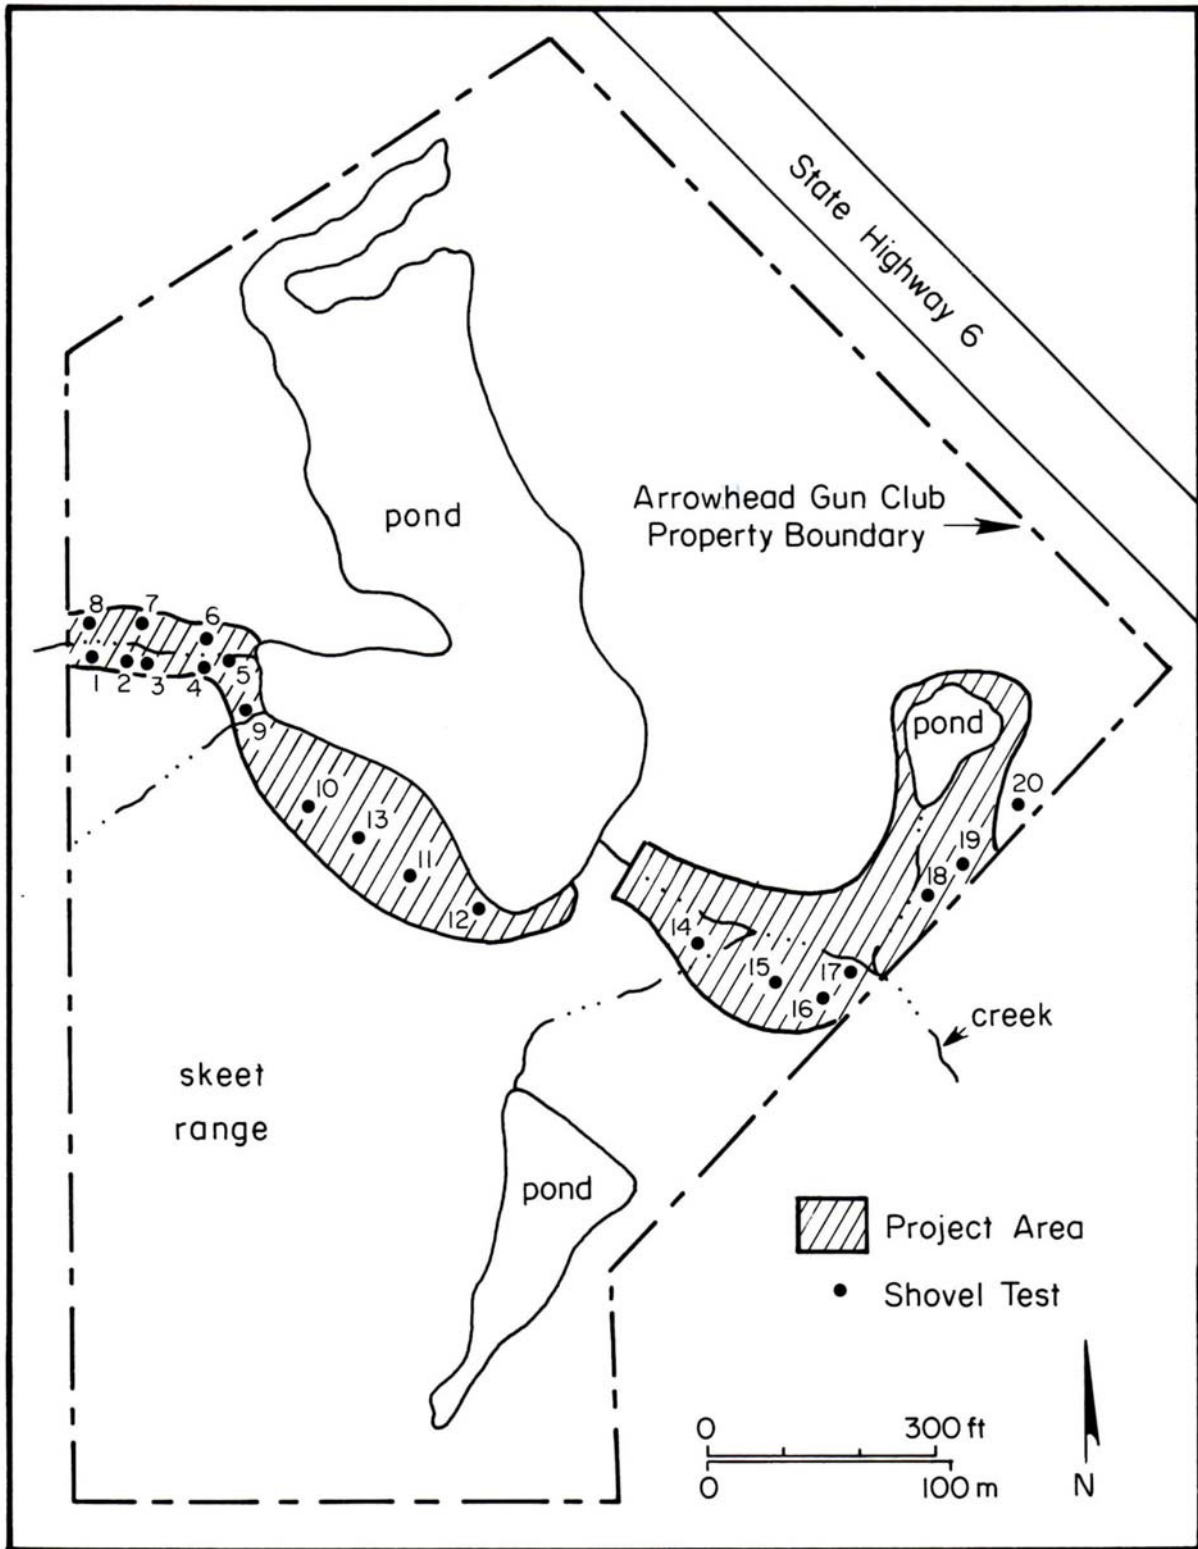 State Highway 6
pond
Arrowhead Gun Club
Property Boundary
8
7
6
1
2
3
4
5
9
10
13
11
12
pond
20
19
18
14
15
17
16
creek
skeet
range
pond
Project Area
Shovel Test
0
300 ft
0
100 m
N